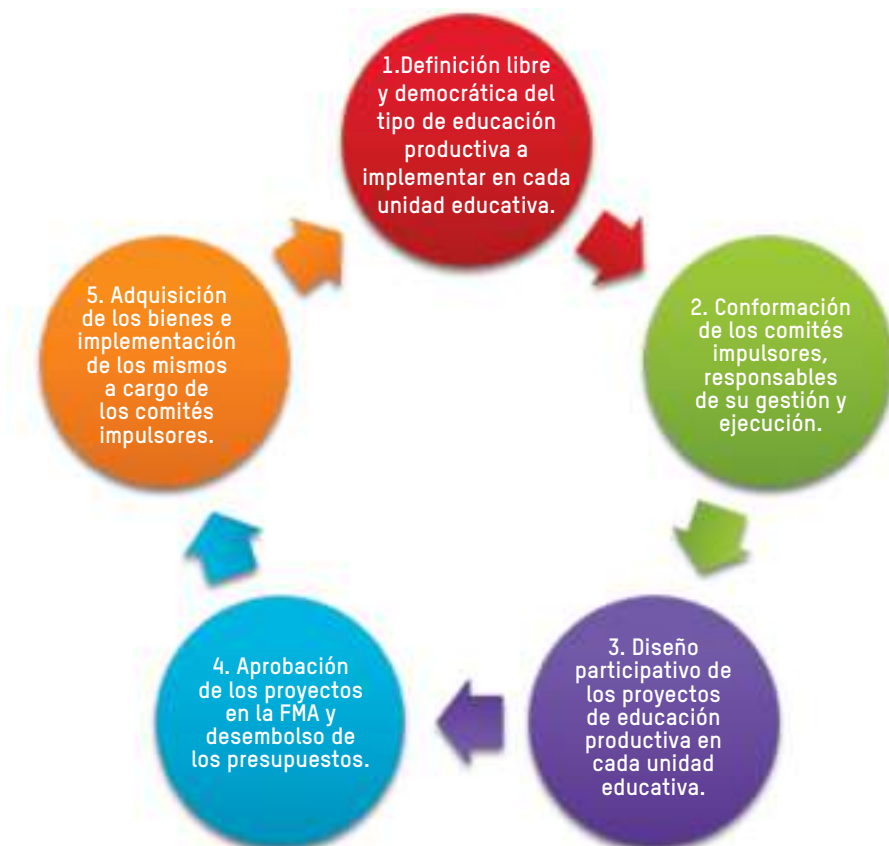 1.Definición libre
y democrática del
tipo de educación
productiva a
implementar en cada
unidad educativa.
2. Conformación
de los comités
impulsores,
responsables
de su gestión y
ejecución.
3. Diseño
participativo de
los proyectos
de educación
productiva en
cada unidad
educativa.
4. Aprobación
de los proyectos
en la FMA y
desembolso de
los presupuestos.
5. Adquisición
de los bienes e
implementación
de los mismos
a cargo de
los comités
impulsores.